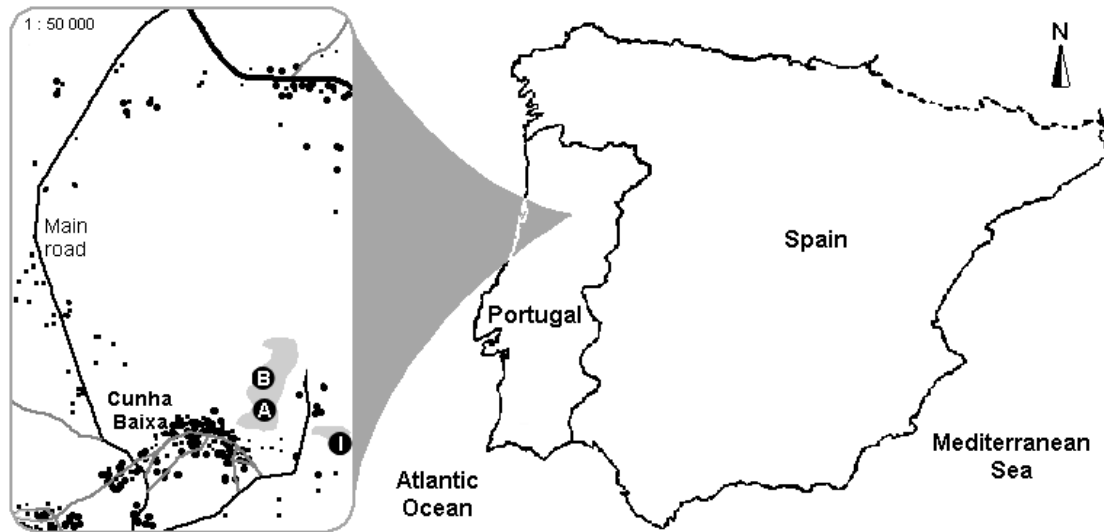 1 : 50 000
Main
road
Cunha
Baixa
B
A
I
N
Spain
Portugal
Atlantic
Ocean
Mediterranean
Sea